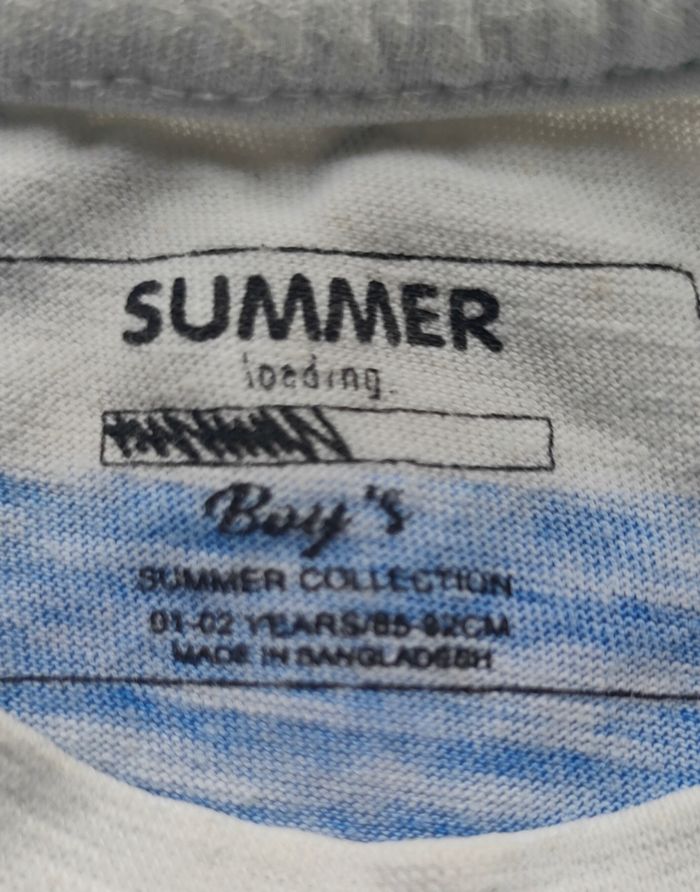 SUMMER
loading.
Boy's
SUMMER COLLECTION
01-02 YEARS/85-92CM
MADE IN BANGLADESH